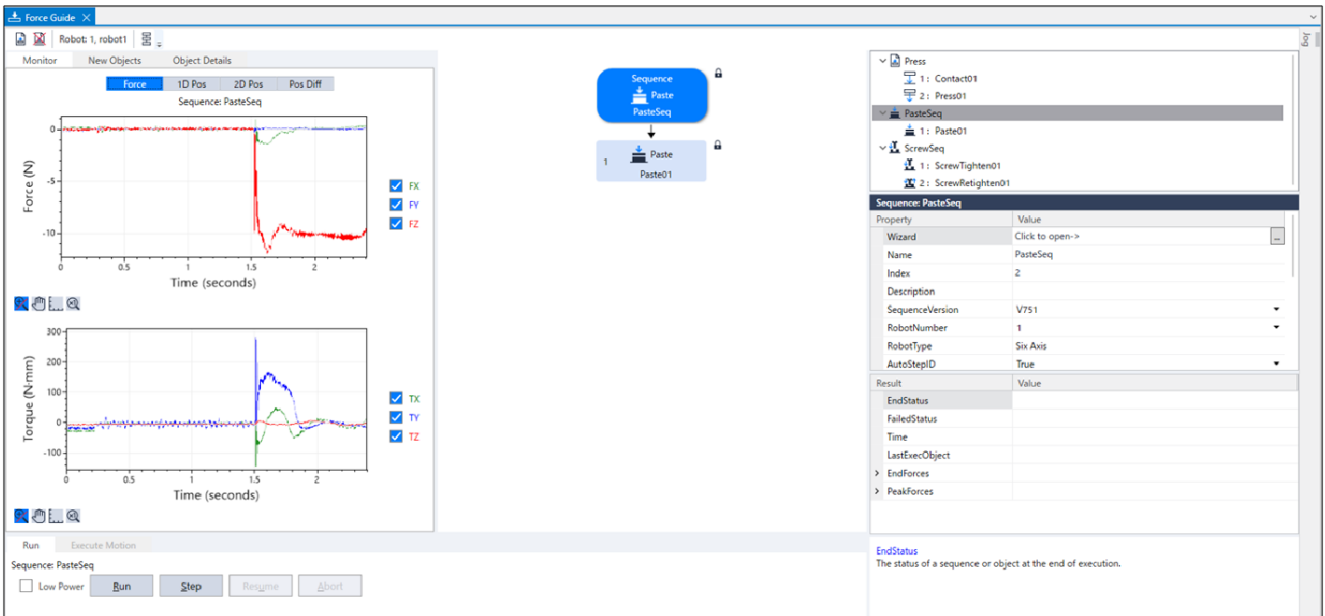 Force Guide
Jog
Robot: 1, robot1
Monitor New Objects Object Details
Force 1D Pos 2D Pos Pos Diff
Sequence: PasteSeq
0
-5
-10
Force (N)
FX
FY
FZ
0 0.5 1 1.5 2
Time (seconds)
300
200
100
0
-100
Torque (N·mm)
TX
TY
TZ
0 0.5 1 1.5 2
Time (seconds)
Run Execute Motion
Sequence: PasteSeq
Low Power Run Step Resume Abort
Sequence
Paste
PasteSeq
1 Paste
Paste01
Press
1: Contact01
2: Press01
PasteSeq
1: Paste01
ScrewSeq
1: ScrewTighten01
2: ScrewRetighten01
Sequence: PasteSeq
Property Value
Wizard Click to open-> ...
Name PasteSeq
Index 2
Description
SequenceVersion V751
RobotNumber 1
RobotType Six Axis
AutoStepID True
Result Value
EndStatus
FailedStatus
Time
LastExecObject
EndForces
PeakForces
EndStatus
The status of a sequence or object at the end of execution.